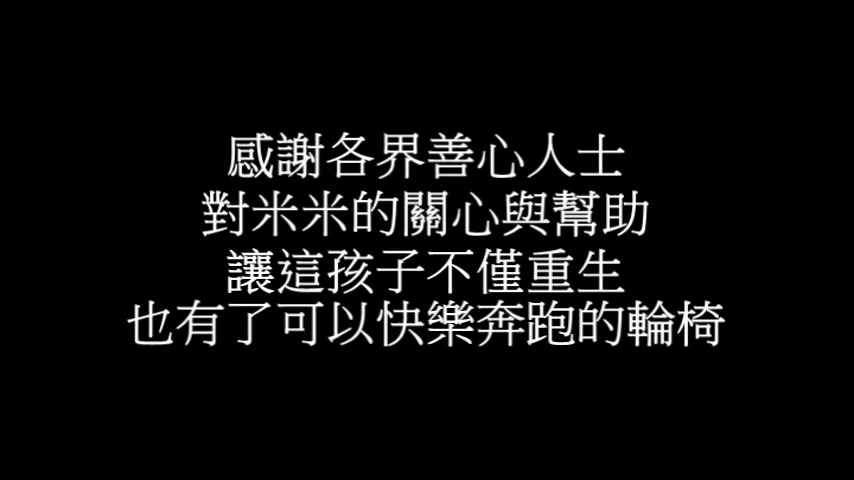 感謝各界善心人士
對米米的關心與幫助
讓這孩子不僅重生
也有了可以快樂奔跑的輪椅